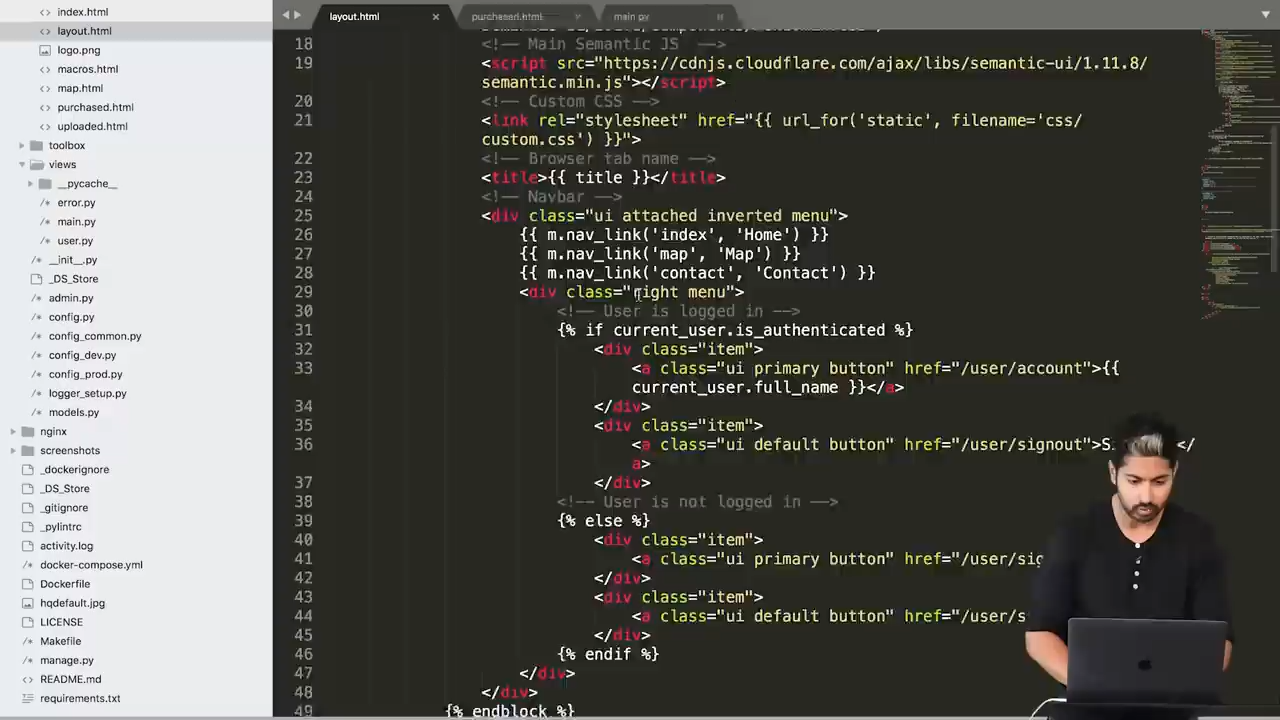 index.html
layout.html
logo.png
macros.html
map.html
purchased.html
uploaded.html
toolbox
views
__pycache__
error.py
main.py
user.py
__init__.py
_DS_Store
admin.py
config.py
config_common.py
config_dev.py
config_prod.py
logger_setup.py
models.py
nginx
screenshots
_dockerignore
_DS_Store
_gitignore
_pylintrc
activity.log
docker-compose.yml
Dockerfile
hqdefault.jpg
LICENSE
Makefile
manage.py
README.md
requirements.txt
layout.html purchased.html main.py
18 <!-- Main Semantic JS -->
19 <script src="https://cdnjs.cloudflare.com/ajax/libs/semantic-ui/1.11.8/
semantic.min.js"></script>
20 <!-- Custom CSS -->
21 <link rel="stylesheet" href="{{ url_for('static', filename='css/
custom.css') }}">
22 <!-- Browser tab name -->
23 <title>{{ title }}</title>
24 <!-- Navbar -->
25 <div class="ui attached inverted menu">
26 {{ m.nav_link('index', 'Home') }}
27 {{ m.nav_link('map', 'Map') }}
28 {{ m.nav_link('contact', 'Contact') }}
29 <div class="right menu">
30 <!-- User is logged in -->
31 {% if current_user.is_authenticated %}
32 <div class="item">
33 <a class="ui primary button" href="/user/account">{{
current_user.full_name }}</a>
34 </div>
35 <div class="item">
36 <a class="ui default button" href="/user/signout">S </
a>
37 </div>
38 <!-- User is not logged in -->
39 {% else %}
40 <div class="item">
41 <a class="ui primary button" href="/user/sig
42 </div>
43 <div class="item">
44 <a class="ui default button" href="/user/s
45 </div>
46 {% endif %}
47 </div>
48 </div>
49 {% endblock %}